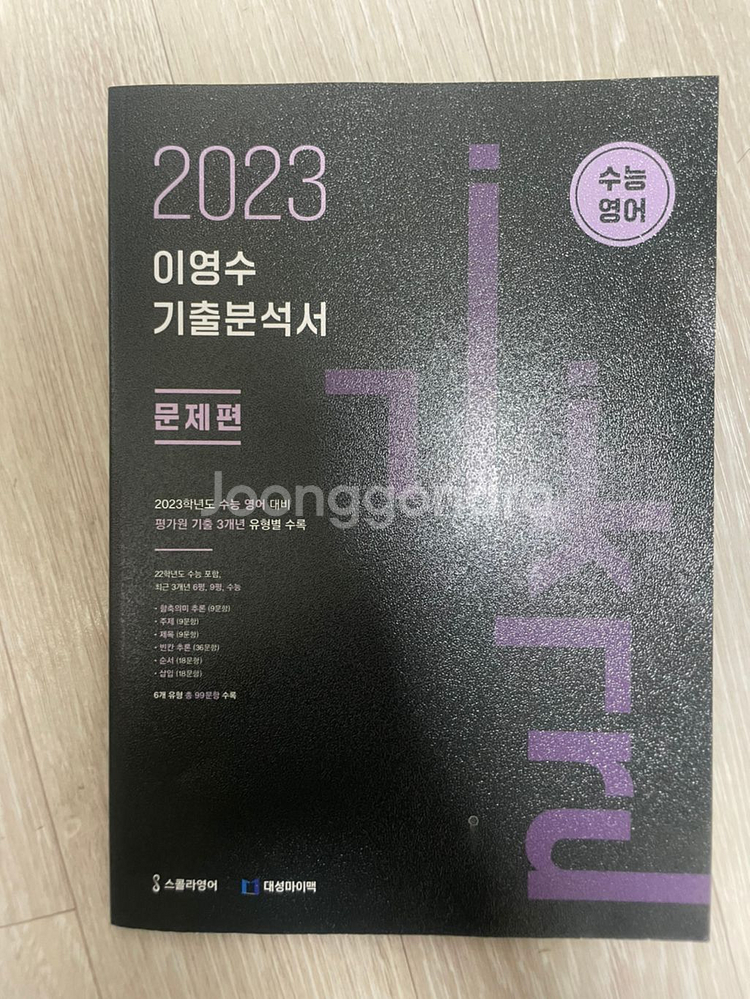 2023
이영수
기출분석서
수능
영어
문제편
2023학년도 수능 영어 대비
평가원 기출 3개년 유형별 수록
22학년도 수능 포함,
최근 3개년 6평, 9평, 수능
• 함축의미 추론 (9문항)
• 주제 (9문항)
• 제목 (9문항)
• 빈칸 추론 (36문항)
• 순서 (18문항)
• 삽입 (18문항)
6개 유형 총 99문항 수록
스콜라영어
대성마이맥
Joonggonara